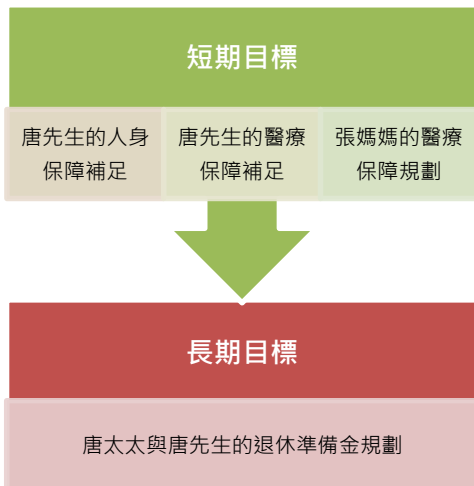 短期目標
唐先生的人身
保障補足
唐先生的醫療
保障補足
張媽媽的醫療
保障規劃
長期目標
唐太太與唐先生的退休準備金規劃